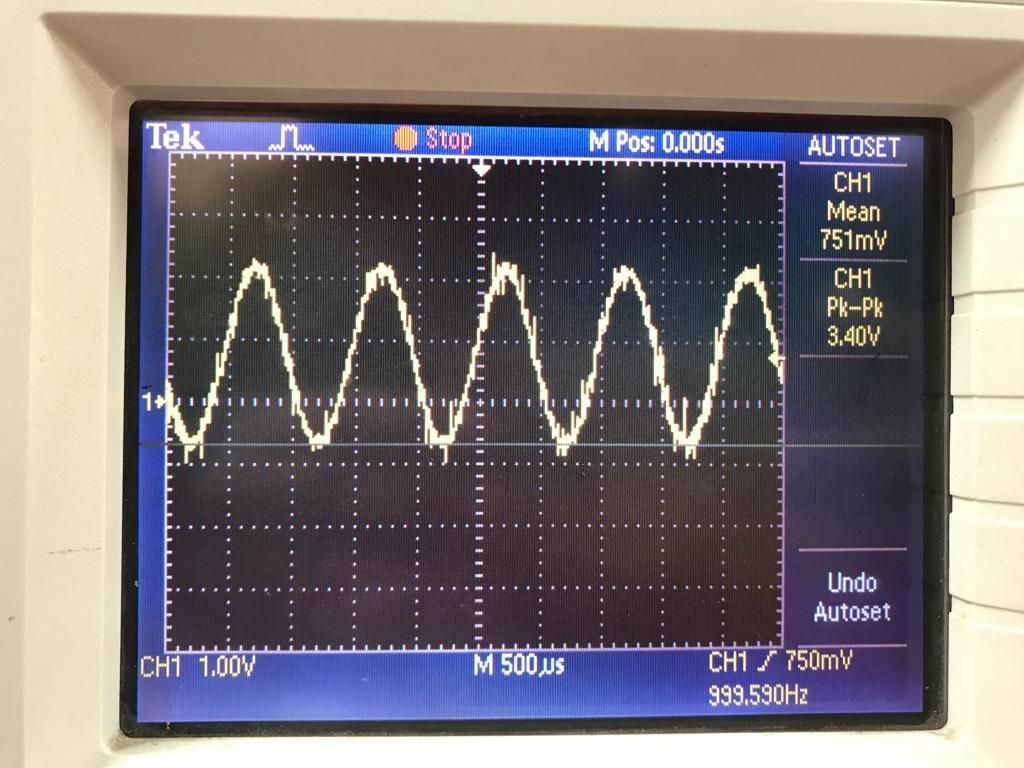 Tek
Stop
M Pos: 0.000s
AUTOSET
CH1
Mean
751mV
CH1
Pk-Pk
3.40V
1
Undo
Autoset
CH1 1.00V
M 500µs
CH1 750mV
999.590Hz